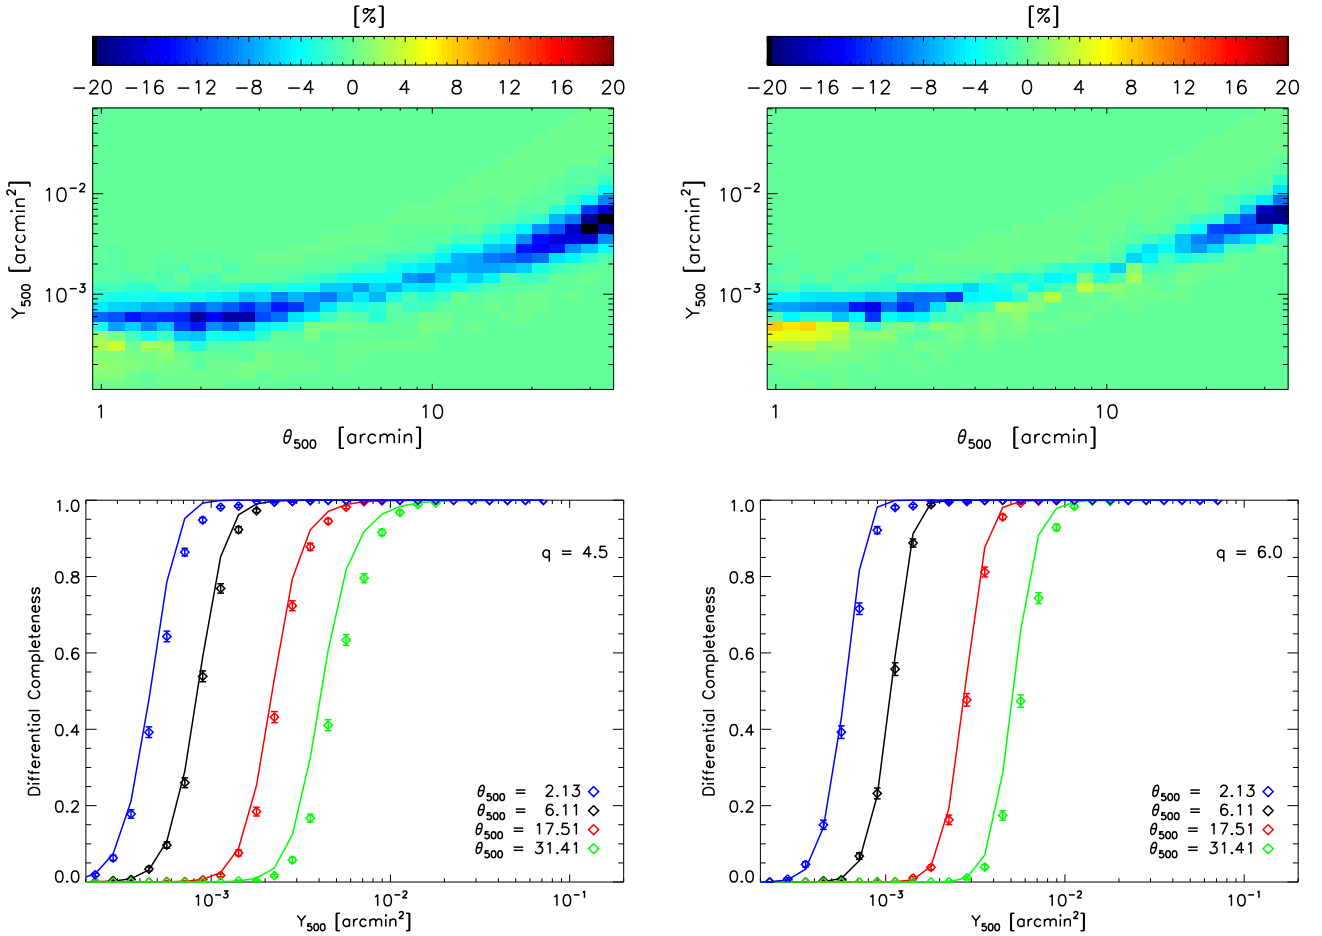 [%]
−20 −16 −12 −8 −4 0 4 8 12 16 20
Y500 [arcmin2]
10−2
10−3
1 10
θ500 [arcmin]
[%]
−20 −16 −12 −8 −4 0 4 8 12 16 20
Y500 [arcmin2]
10−2
10−3
1 10
θ500 [arcmin]
Differential Completeness
1.0
0.8
0.6
0.4
0.2
0.0
q = 4.5
θ500 = 2.13
θ500 = 6.11
θ500 = 17.51
θ500 = 31.41
10−3 10−2 10−1
Y500 [arcmin2]
Differential Completeness
1.0
0.8
0.6
0.4
0.2
0.0
q = 6.0
θ500 = 2.13
θ500 = 6.11
θ500 = 17.51
θ500 = 31.41
10−3 10−2 10−1
Y500 [arcmin2]